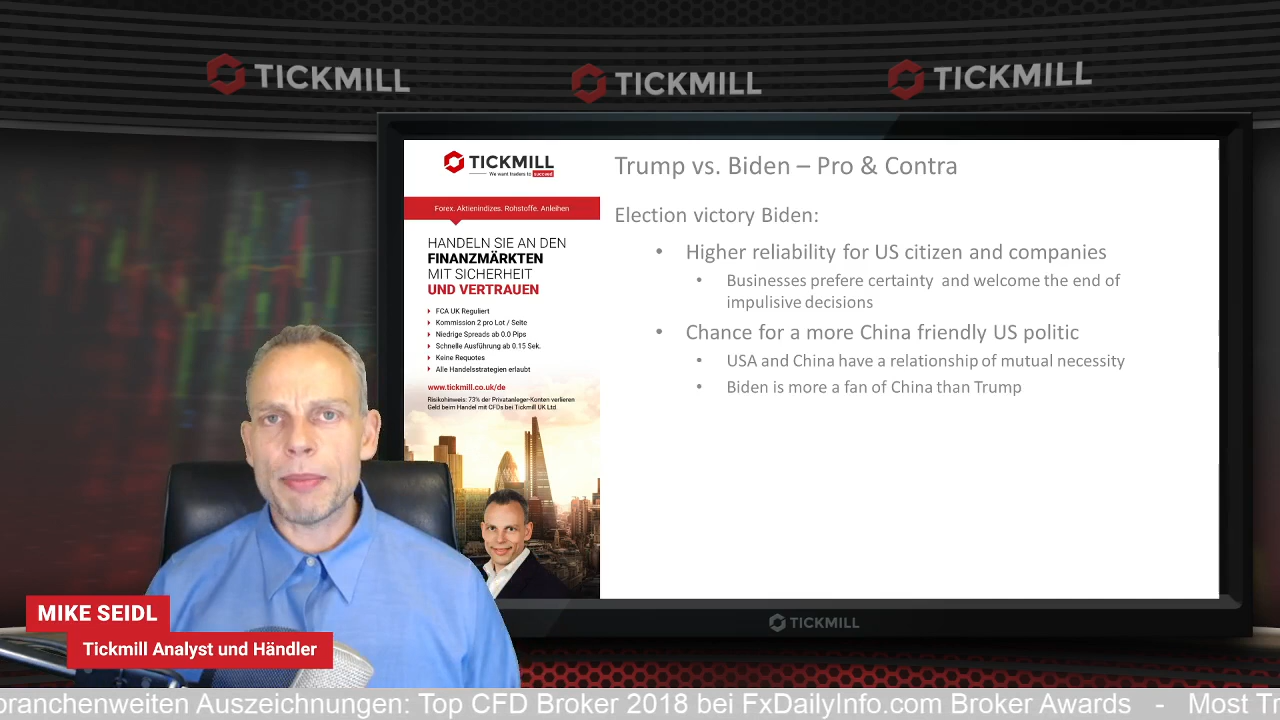 TICKMILL
TICKMILL
TICKMILL
TICKMILL
We want traders to succeed
Forex. Aktienindizes. Rohstoffe. Anleihen
HANDELN SIE AN DEN
FINANZMÄRKTEN
MIT SICHERHEIT
UND VERTRAUEN
FCA UK Reguliert
Kommission 2 pro Lot / Seite
Niedrige Spreads ab 0.0 Pips
Schnelle Ausführung ab 0.15 Sek.
Keine Requotes
Alle Handelsstrategien erlaubt
www.tickmill.co.uk/de
Risikohinweis: 73% der Privatanleger-Konten verlieren
Geld beim Handel mit CFDs bei Tickmill UK Ltd.
Trump vs. Biden – Pro & Contra
Election victory Biden:
• Higher reliability for US citizen and companies
• Businesses prefere certainty and welcome the end of
impulisive decisions
• Chance for a more China friendly US politic
• USA and China have a relationship of mutual necessity
• Biden is more a fan of China than Trump
TICKMILL
MIKE SEIDL
Tickmill Analyst und Händler
oranchenweiten Auszeichnungen: Top CFD Broker 2018 bei FxDailyInfo.com Broker Awards - Most Tr